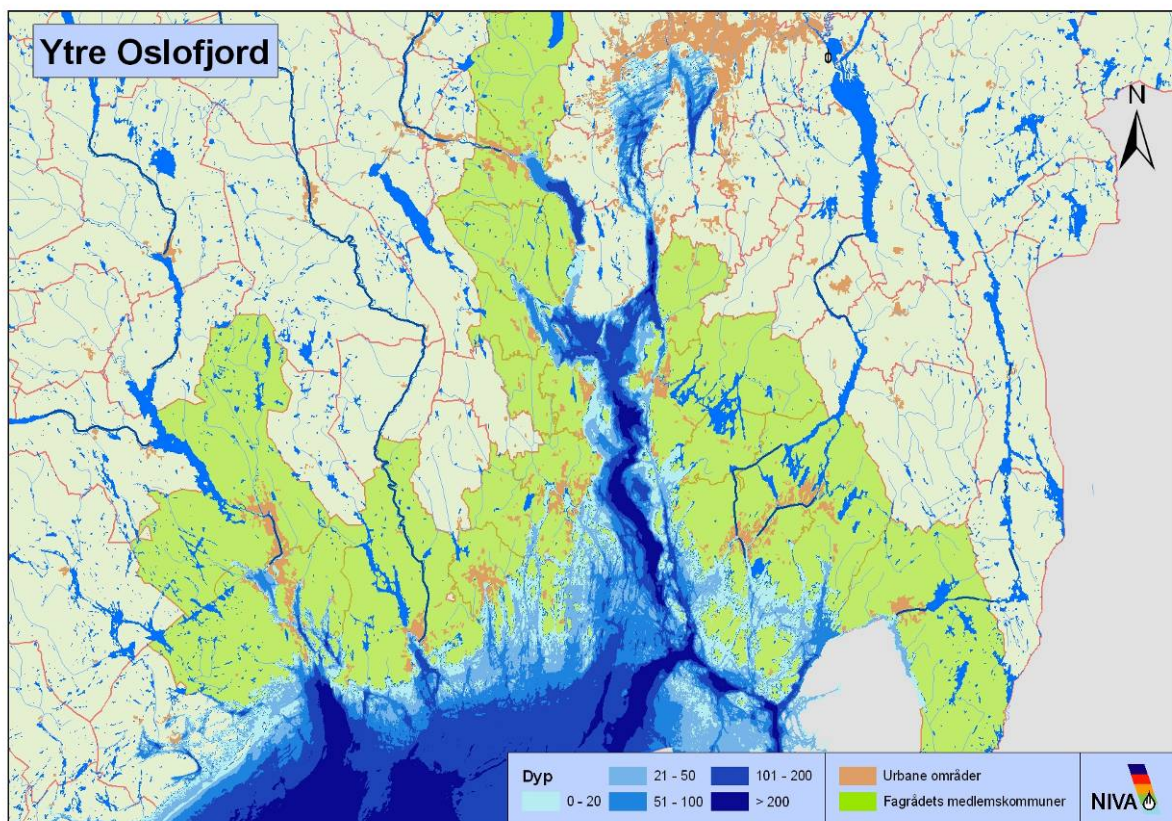 Ytre Oslofjord
N
Dyp
0 - 20
21 - 50
51 - 100
101 - 200
> 200
Urbane områder
Fagrådets medlemskommuner
NIVA